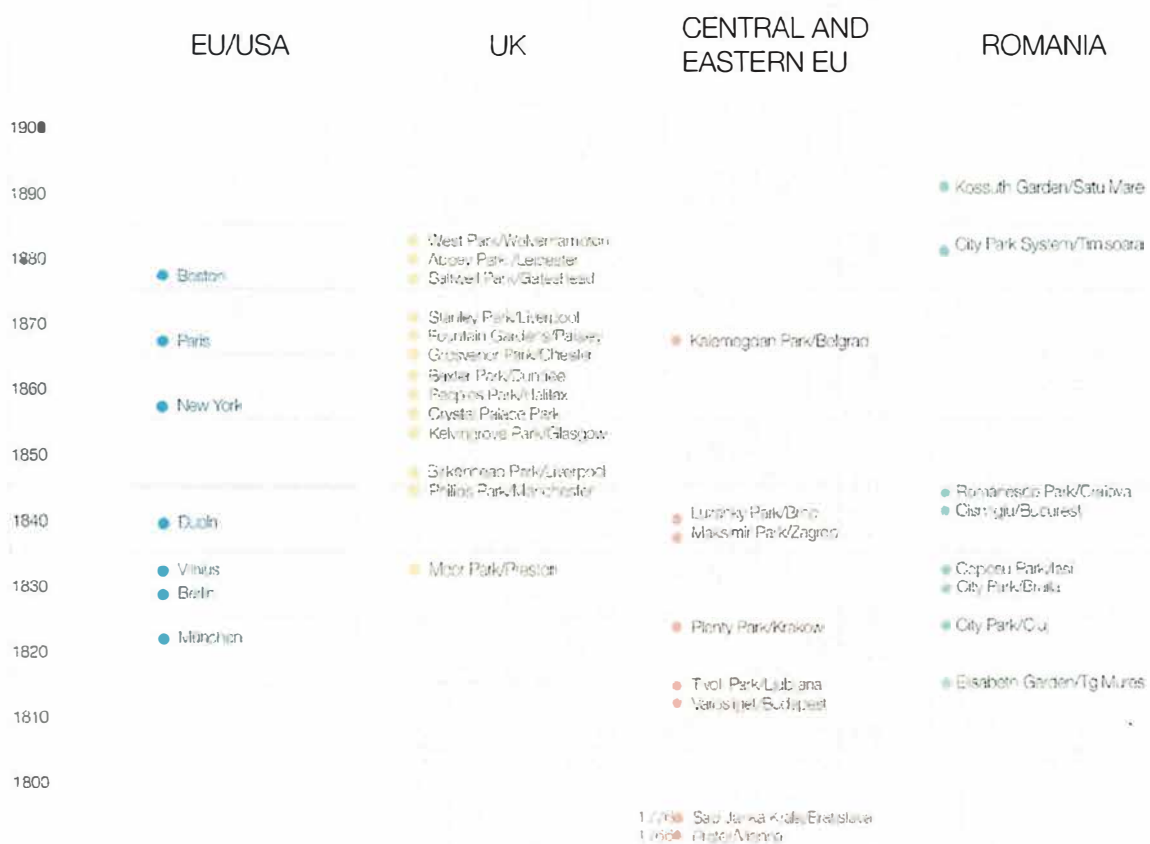 EU/USA
UK
CENTRAL AND
EASTERN EU
ROMANIA
1900
1890
Kossuth Garden/Satu Mare
West Park/Wolverhamoton
City Park System/Timisoara
1880
Abbey Park /Leicester
Boston
Saltwell Park/Gateshead
1870
Stanley Park/Liverpool
Paris
Fountain Gardens/Paisley
Kalemegdan Park/Belgrad
Grosvenor Park/Chester
1860
Baxter Park/Dundee
Peoples Park/Halifax
New York
Crystal Palace Park
Kelvingrove Park/Glasgow
1850
Birkenhead Park/Liverpool
Philips Park/Manchester
Romanescu Park/Craiova
1840
Dublin
Luzanky Park/Brno
Cismigiu/Bucurest
Maksimir Park/Zagreb
1830
Vilnius
Moor Park/Preston
Copou Park/Iasi
Berlin
City Park/Braila
1820
München
Plenty Park/Krakow
City Park/Cluj
Tivoli Park/Ljubljana
Elisabeth Garden/Tg Mures
1810
Varosliget/Budapest
1800
Sad Janka Krala/Bratislava
Prater/Vienna